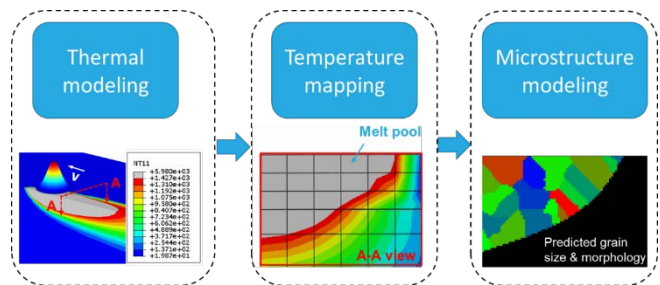 Thermal
modeling
Temperature
mapping
Microstructure
modeling
v
A
A
NT11
+5.980e+03
+1.427e+03
+1.310e+03
+1.192e+03
+1.075e+03
+9.580e+02
+8.407e+02
+7.234e+02
+6.062e+02
+4.889e+02
+3.717e+02
+2.544e+02
+1.371e+02
+1.987e+01
Melt pool
A-A view
Predicted grain
size & morphology